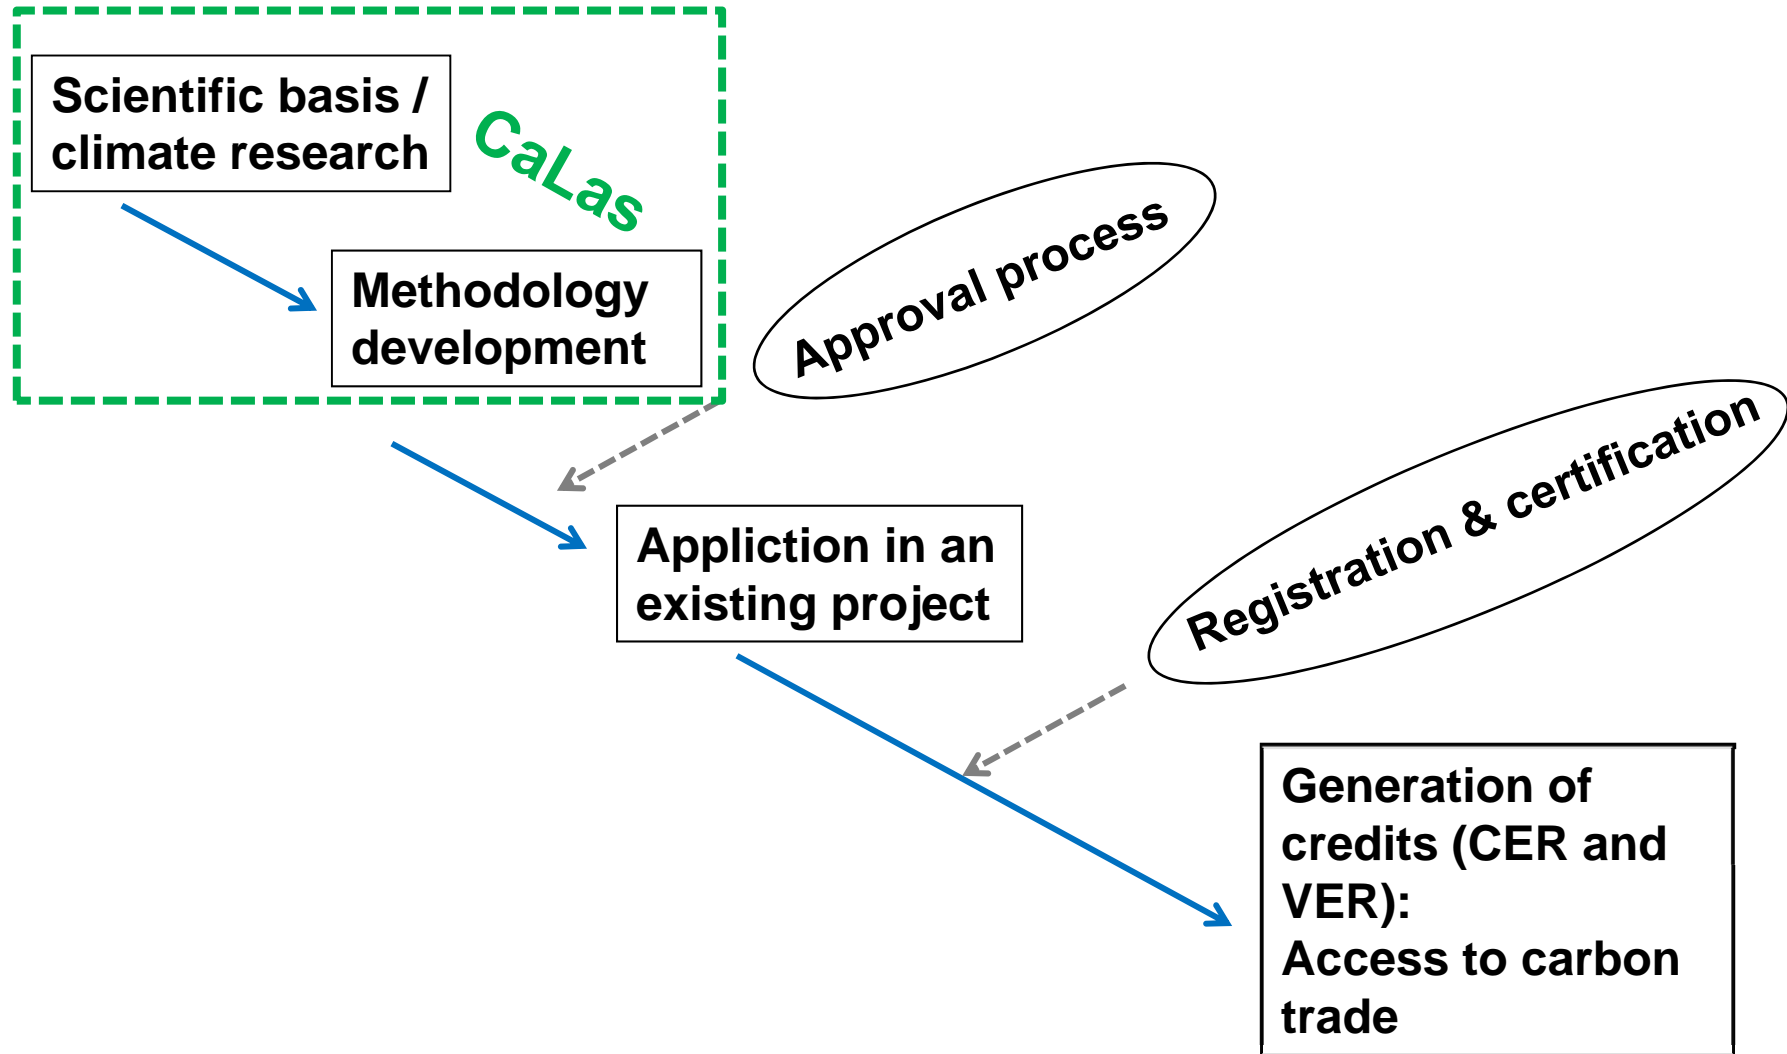 Scientific basis /
climate research
CaLas
Methodology
development
Approval process
Appliction in an
existing project
Registration & certification
Generation of
credits (CER and
VER):
Access to carbon
trade